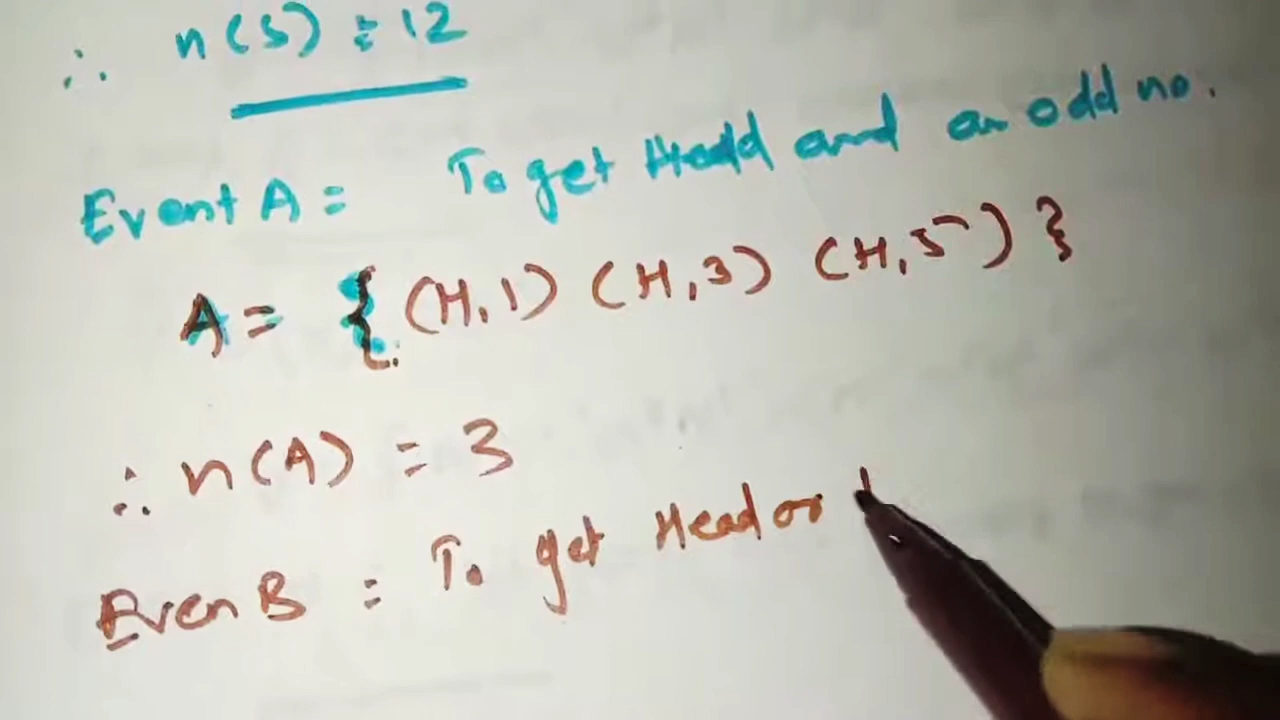 ∴ n(S) = 12
Event A = To get Head and an odd no.
A = { (H,1) (H,3) (H,5) }
∴ n(A) = 3
Even B = To get Head or